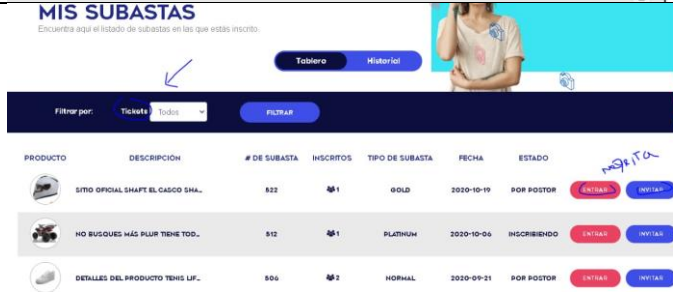 MIS SUBASTAS
Encuentra aquí el listado de subastas en las que estás inscrito.
Tablero Historial
Filtrar por: Tickets Todos FILTRAR
PRODUCTO DESCRIPCIÓN # DE SUBASTA INSCRITOS TIPO DE SUBASTA FECHA ESTADO
negrita
SITIO OFICIAL SHAFT EL CASCO SHA... 522 1 GOLD 2020-10-19 POR POSTOR ENTRAR INVITAR
NO BUSQUES MÁS PLUR TIENE TOD... 512 1 PLATINUM 2020-10-06 INSCRIBIENDO ENTRAR INVITAR
DETALLES DEL PRODUCTO TENIS LIF... 506 2 NORMAL 2020-09-21 POR POSTOR ENTRAR INVITAR